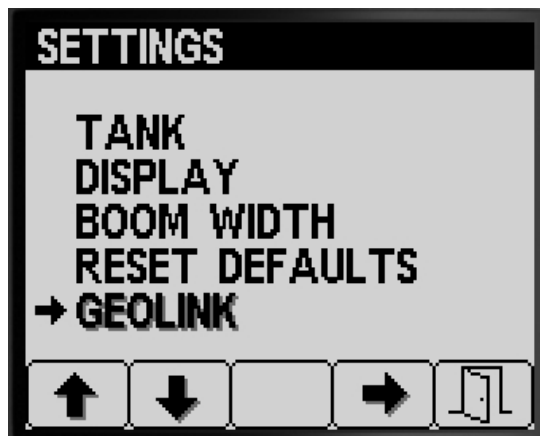 SETTINGS
TANK
DISPLAY
BOOM WIDTH
RESET DEFAULTS
GEOLINK